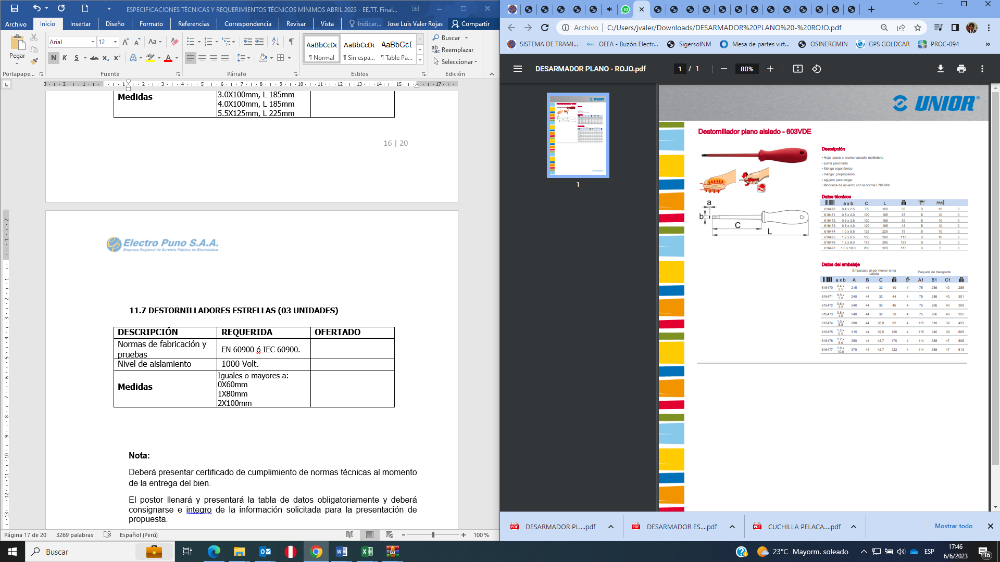 ESPECIFICACIONES TÉCNICAS Y REQUERIMIENTOS TÉCNICOS MÍNIMOS ABRIL 2023 - EE.TT. Final...
Archivo Inicio Insertar Diseño Formato Referencias Correspondencia Revisar Vista Indicar... Jose Luis Valer Rojas Compartir
Pegar
Arial 12
N K S abc x₂ x²
AaBbCcDc AaBbCcDc AaBbCcD
¶ Normal ¶ Sin espa... ¶ Table Pa...
Buscar
Reemplazar
Seleccionar
Portapape... Fuente Párrafo Estilos Edición
Medidas
3.0X100mm, L 185mm
4.0X100mm, L 185mm
5.5X125mm, L 225mm
16 | 20
Electro Puno S.A.A.
Empresa Regional de Servicio Público de Electricidad
11.7 DESTORNILLADORES ESTRELLAS (03 UNIDADES)
DESCRIPCIÓN REQUERIDA OFERTADO
Normas de fabricación y pruebas EN 60900 ó IEC 60900.
Nivel de aislamiento 1000 Volt.
Medidas
Iguales o mayores a:
0X60mm
1X80mm
2X100mm
Nota:
Deberá presentar certificado de cumplimiento de normas técnicas al momento
de la entrega del bien.
El postor llenará y presentará la tabla de datos obligatoriamente y deberá
consignarse e integro de la información solicitada para la presentación de
propuesta.
Página 17 de 20 3269 palabras Español (Perú) 100 %
10
Archivo | C:/Users/jvaler/Downloads/DESARMADOR%20PLANO%20-%20ROJO.pdf
SISTEMA DE TRAMI... OEFA - Buzón Electr... SigersolNM Mesa de partes virt... OSINERGMIN GPS GOLDCAR PROC-094 »
DESARMADOR PLANO - ROJO.pdf 1 / 1 80%
1
UNIOR®
Destornillador plano aislado - 603VDE
Descripción
• Hoja: acero al cromo vanadio molibdeno
• punta pavonada
• Mango ergonómico
• mango: polipropileno
• agujero para colgar
• fabricada de acuerdo con la norma EN60900
a
b
C
L
Datos técnicos
a x b C L
616470 0.4 x 2.5 75 160 33 B 10 0
616471 0.5 x 3.0 100 185 37 B 10 0
616472 0.6 x 3.5 100 185 39 B 10 0
616473 0.8 x 4.0 100 185 43 B 10 0
616474 1.0 x 5.5 125 225 75 B 10 0
616475 1.2 x 6.5 150 260 113 B 10 0
616476 1.2 x 8.0 175 295 163 B 5 0
616477 1.6 x 10.0 200 320 115 B 5 0
Datos del embalaje
Empacado al por menor en la tarjeta Paquete de transporte
a x b A B C A1 B1 C1
616470 0.4 x 2.5 215 44 32 40 4 75 286 40 285
616471 0.5 x 3.0 240 44 32 44 4 75 286 40 301
616472 0.6 x 3.5 240 44 32 46 4 75 286 40 309
616473 0.8 x 4.0 240 44 32 50 4 75 286 40 325
616474 1.0 x 5.5 280 44 36,9 82 4 115 318 39 453
616475 1.2 x 6.5 315 44 39,5 120 4 115 340 39 605
616476 1.2 x 8.0 350 44 42,7 170 4 114 388 47 805
616477 1.6 x 10.0 370 44 42,7 122 4 114 388 47 613
DESARMADOR PL....pdf DESARMADOR ES....pdf CUCHILLA PELACA....pdf Mostrar todo
Buscar
23°C Mayorm. soleado
ESP
17:46
6/6/2023
36